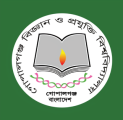 গোপালগঞ্জ বিজ্ঞান ও প্রযুক্তি বিশ্ববিদ্যালয়
গোপালগঞ্জ
বাংলাদেশ